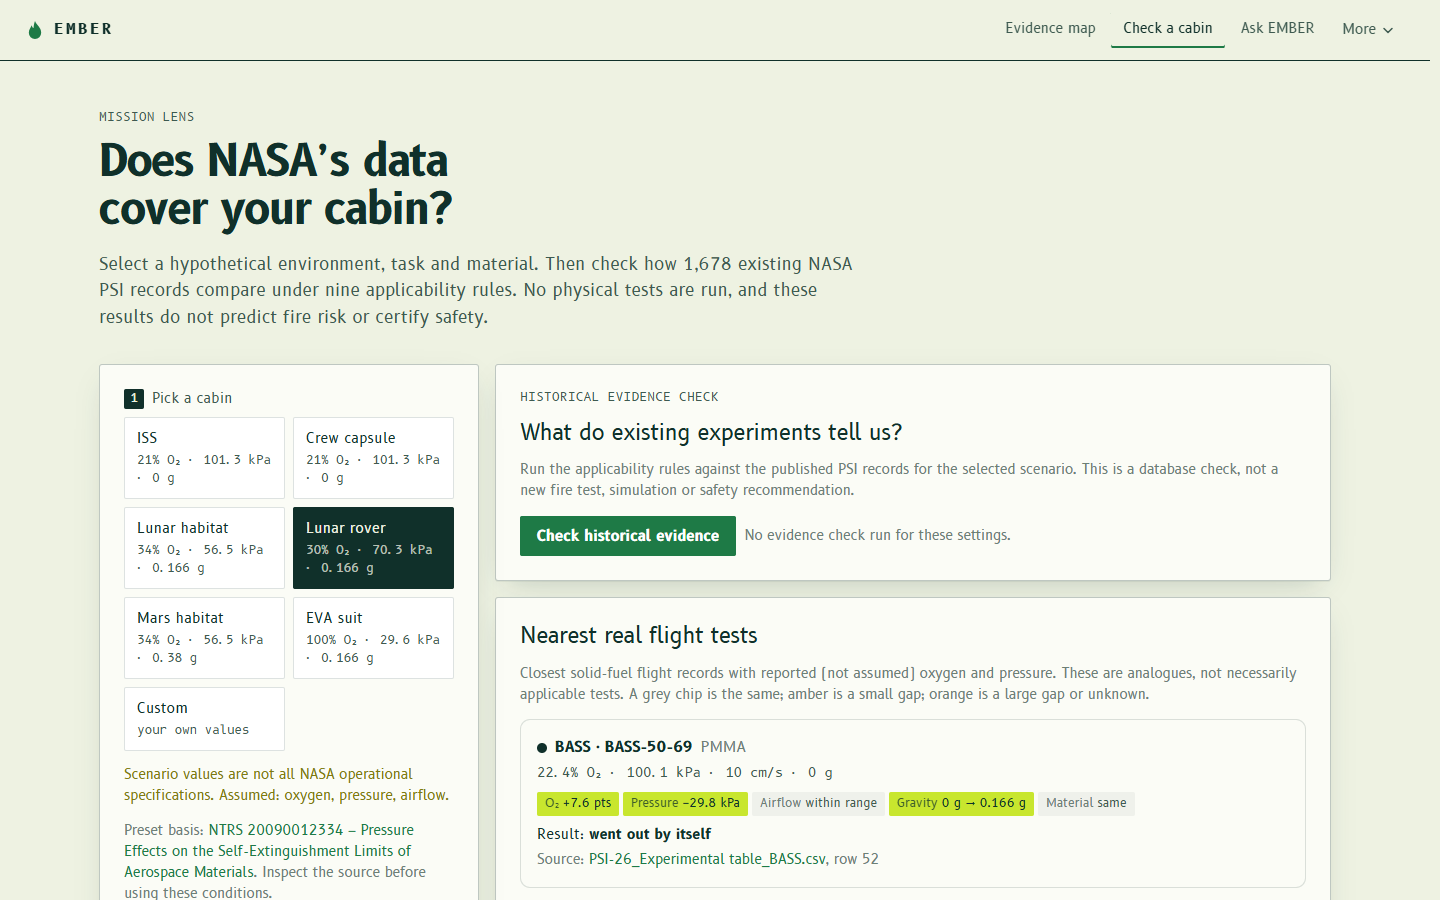 EMBER
Evidence map
Check a cabin
Ask EMBER
More
MISSION LENS
Does NASA’s data
cover your cabin?
Select a hypothetical environment, task and material. Then check how 1,678 existing NASA
PSI records compare under nine applicability rules. No physical tests are run, and these
results do not predict fire risk or certify safety.
1 Pick a cabin
ISS
21% O₂ · 101.3 kPa
· 0 g
Crew capsule
21% O₂ · 101.3 kPa
· 0 g
Lunar habitat
34% O₂ · 56.5 kPa
· 0.166 g
Lunar rover
30% O₂ · 70.3 kPa
· 0.166 g
Mars habitat
34% O₂ · 56.5 kPa
· 0.38 g
EVA suit
100% O₂ · 29.6 kPa
· 0.166 g
Custom
your own values
Scenario values are not all NASA operational
specifications. Assumed: oxygen, pressure, airflow.
Preset basis: NTRS 20090012334 – Pressure
Effects on the Self-Extinguishment Limits of
Aerospace Materials. Inspect the source before
using these conditions.
HISTORICAL EVIDENCE CHECK
What do existing experiments tell us?
Run the applicability rules against the published PSI records for the selected scenario. This is a database check, not a
new fire test, simulation or safety recommendation.
Check historical evidence
No evidence check run for these settings.
Nearest real flight tests
Closest solid-fuel flight records with reported (not assumed) oxygen and pressure. These are analogues, not necessarily
applicable tests. A grey chip is the same; amber is a small gap; orange is a large gap or unknown.
BASS · BASS-50-69 PMMA
22.4% O₂ · 100.1 kPa · 10 cm/s · 0 g
O₂ +7.6 pts
Pressure −29.8 kPa
Airflow within range
Gravity 0 g → 0.166 g
Material same
Result: went out by itself
Source: PSI-26_Experimental table_BASS.csv, row 52